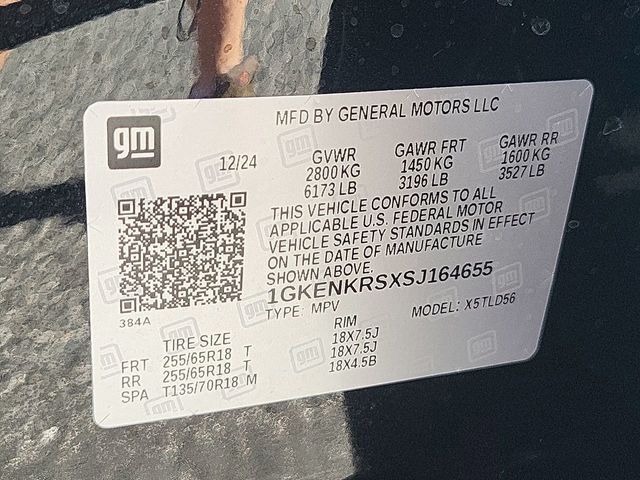 gm
MFD BY GENERAL MOTORS LLC
12/24
GVWR GAWR FRT GAWR RR
2800 KG 1450 KG 1600 KG
6173 LB 3196 LB 3527 LB
THIS VEHICLE CONFORMS TO ALL
APPLICABLE U.S. FEDERAL MOTOR
VEHICLE SAFETY STANDARDS IN EFFECT
ON THE DATE OF MANUFACTURE
SHOWN ABOVE.
1GKENKRSXSJ164655
TYPE: MPV MODEL: X5TLD56
384A
TIRE SIZE RIM
FRT 255/65R18 T 18X7.5J
RR 255/65R18 T 18X7.5J
SPA T135/70R18 M 18X4.5B